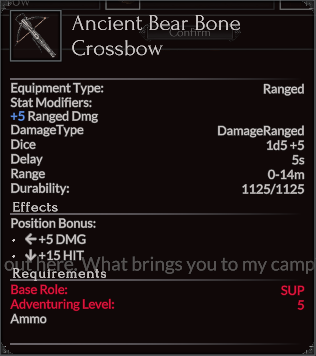 Ancient Bear Bone
Crossbow
Confirm
Equipment Type: Ranged
Stat Modifiers:
+5 Ranged Dmg
DamageType DamageRanged
Dice 1d5 +5
Delay 5s
Range 0-14m
Durability: 1125/1125
Effects
Position Bonus:
· ←+5 DMG
· ↓+15 HIT
out here. What brings you to my camp
Requirements
Base Role: SUP
Adventuring Level: 5
Ammo